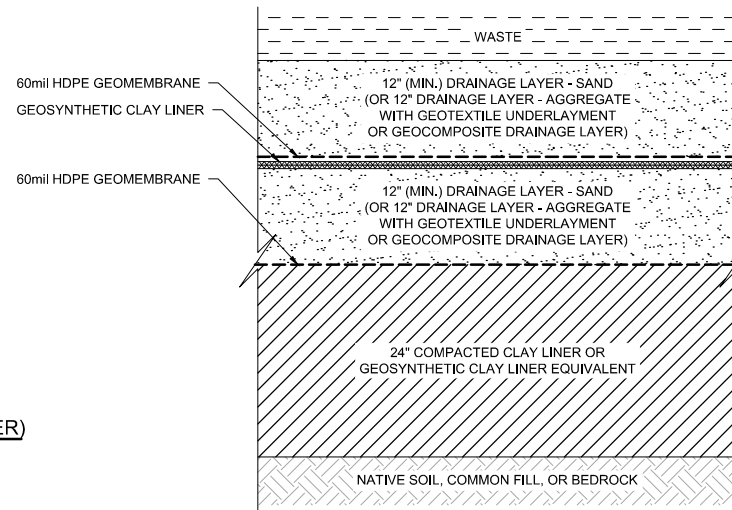 WASTE
60mil HDPE GEOMEMBRANE
GEOSYNTHETIC CLAY LINER
12" (MIN.) DRAINAGE LAYER - SAND
(OR 12" DRAINAGE LAYER - AGGREGATE
WITH GEOTEXTILE UNDERLAYMENT
OR GEOCOMPOSITE DRAINAGE LAYER)
60mil HDPE GEOMEMBRANE
12" (MIN.) DRAINAGE LAYER - SAND
(OR 12" DRAINAGE LAYER - AGGREGATE
WITH GEOTEXTILE UNDERLAYMENT
OR GEOCOMPOSITE DRAINAGE LAYER)
24" COMPACTED CLAY LINER OR
GEOSYNTHETIC CLAY LINER EQUIVALENT
ER)
NATIVE SOIL, COMMON FILL, OR BEDROCK